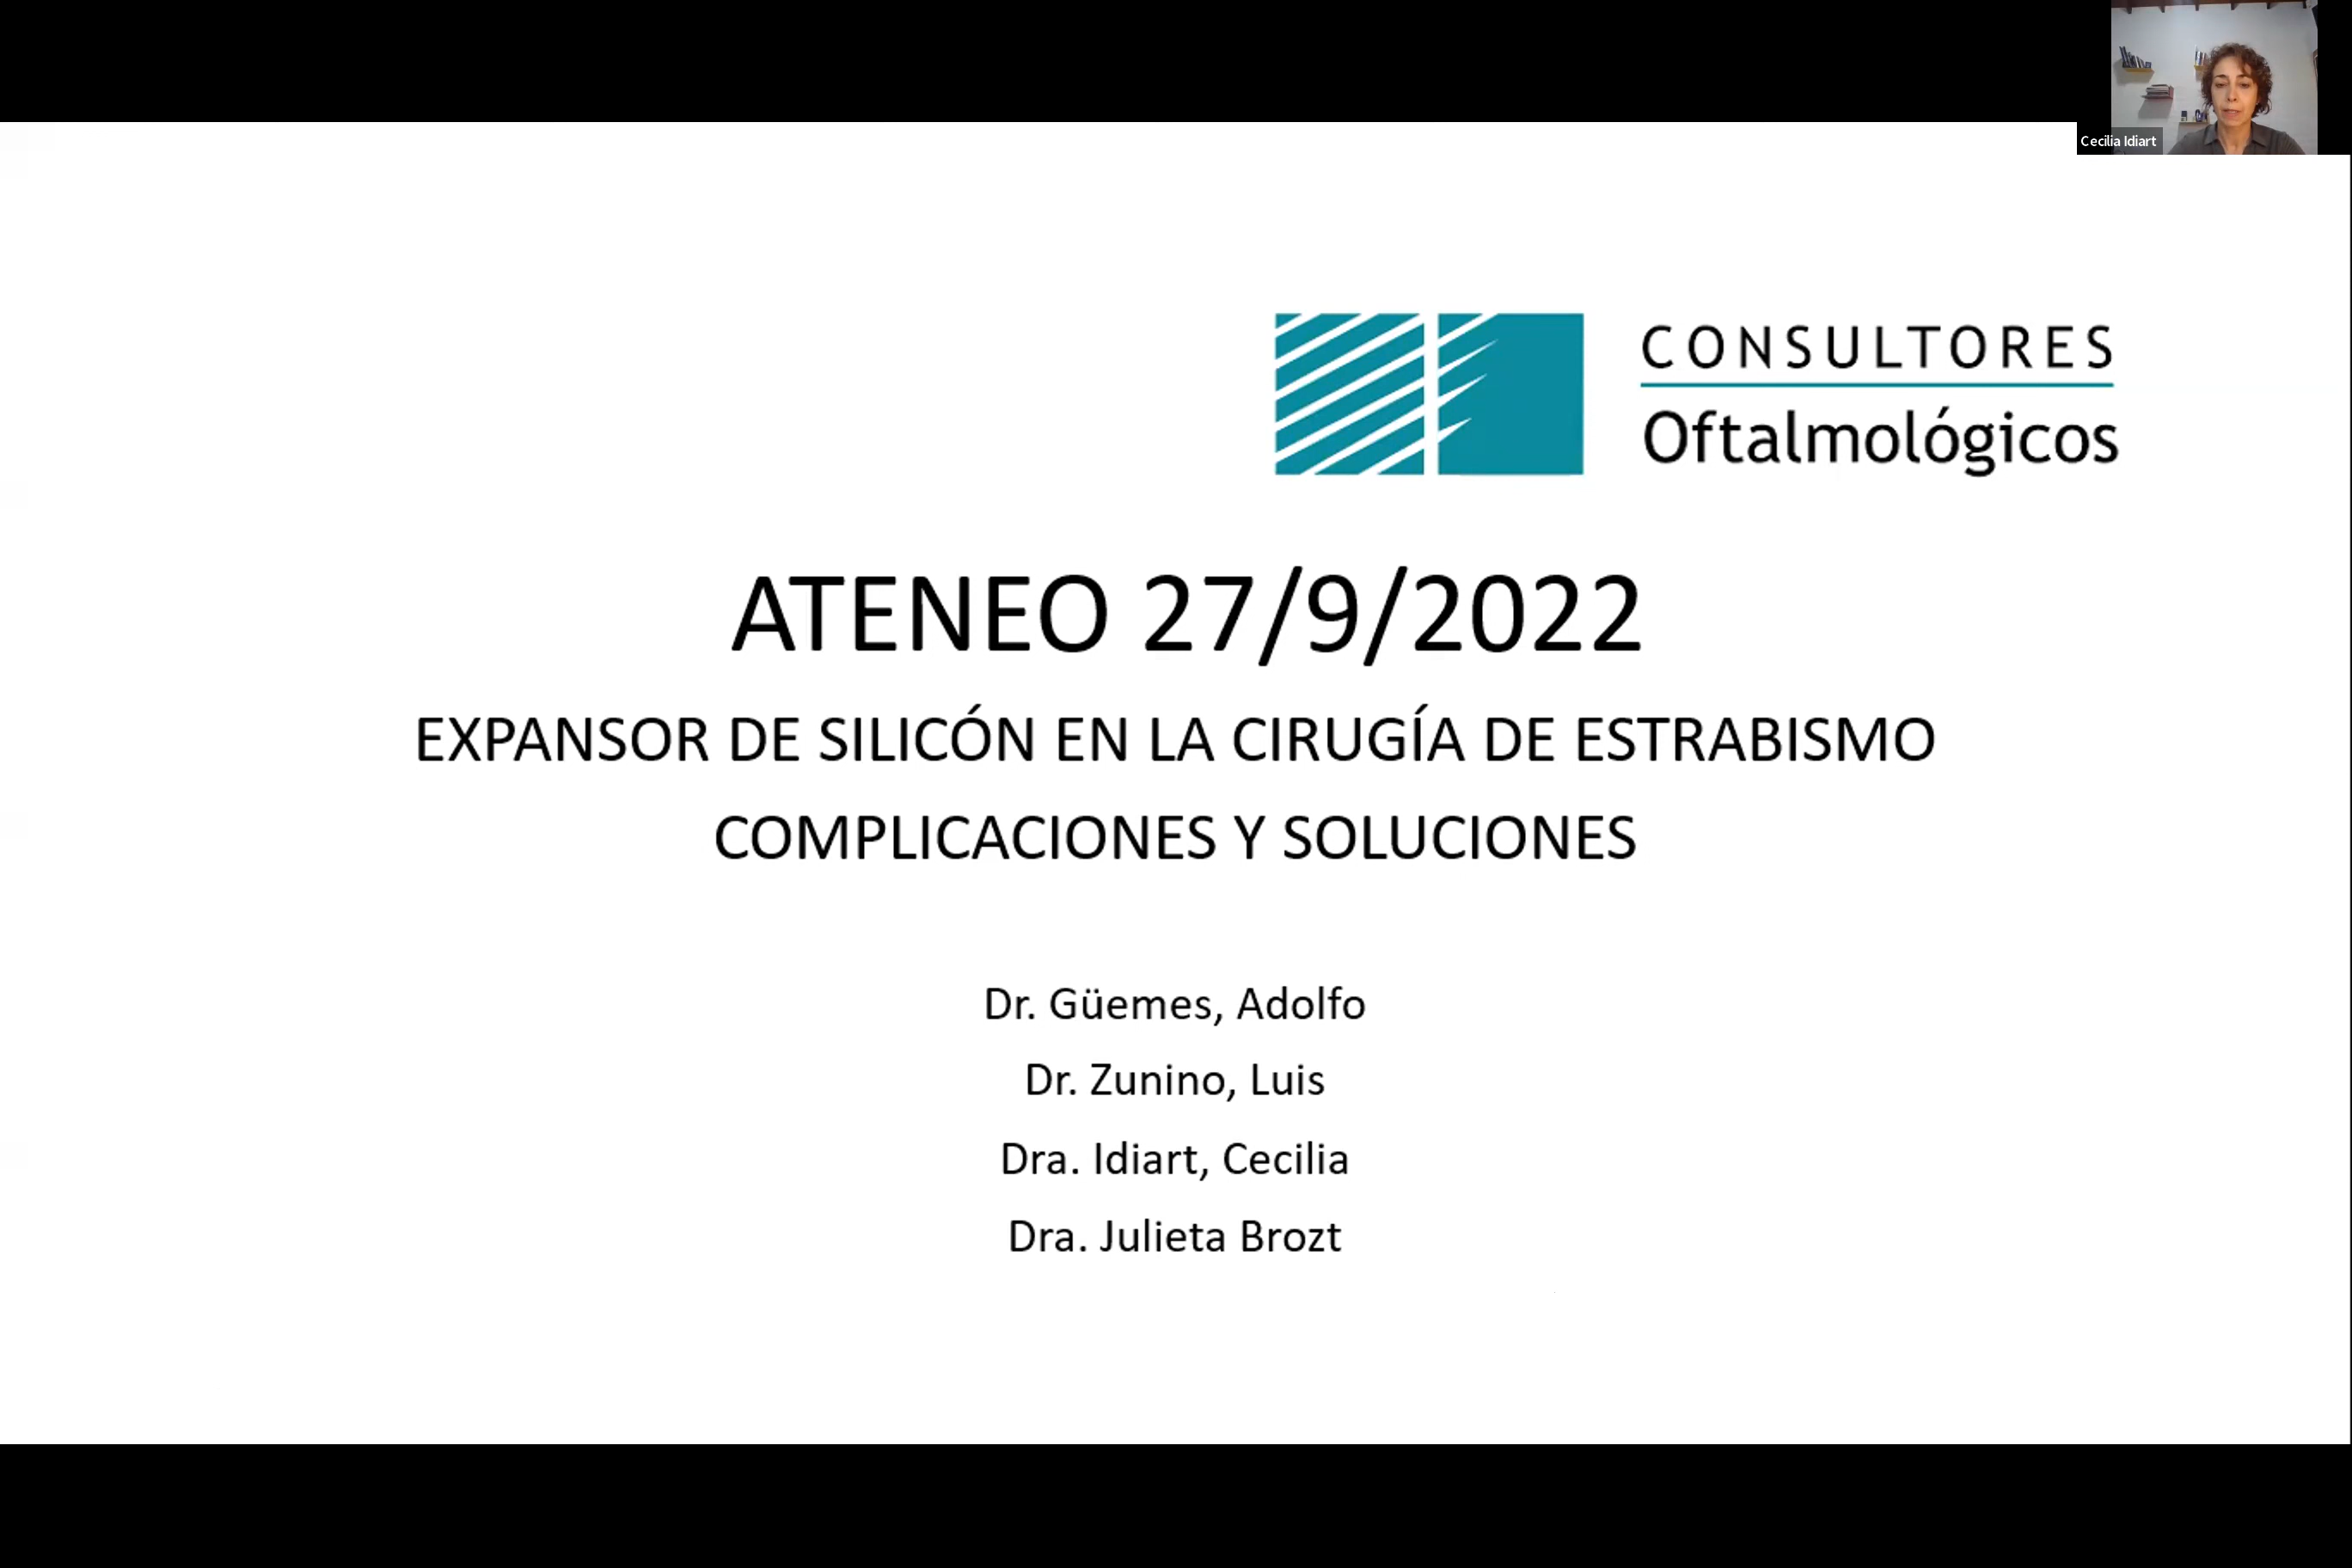 Cecilia Idiart
CONSULTORES
Oftalmológicos
ATENEO 27/9/2022
EXPANSOR DE SILICÓN EN LA CIRUGÍA DE ESTRABISMO
COMPLICACIONES Y SOLUCIONES
Dr. Güemes, Adolfo
Dr. Zunino, Luis
Dra. Idiart, Cecilia
Dra. Julieta Brozt